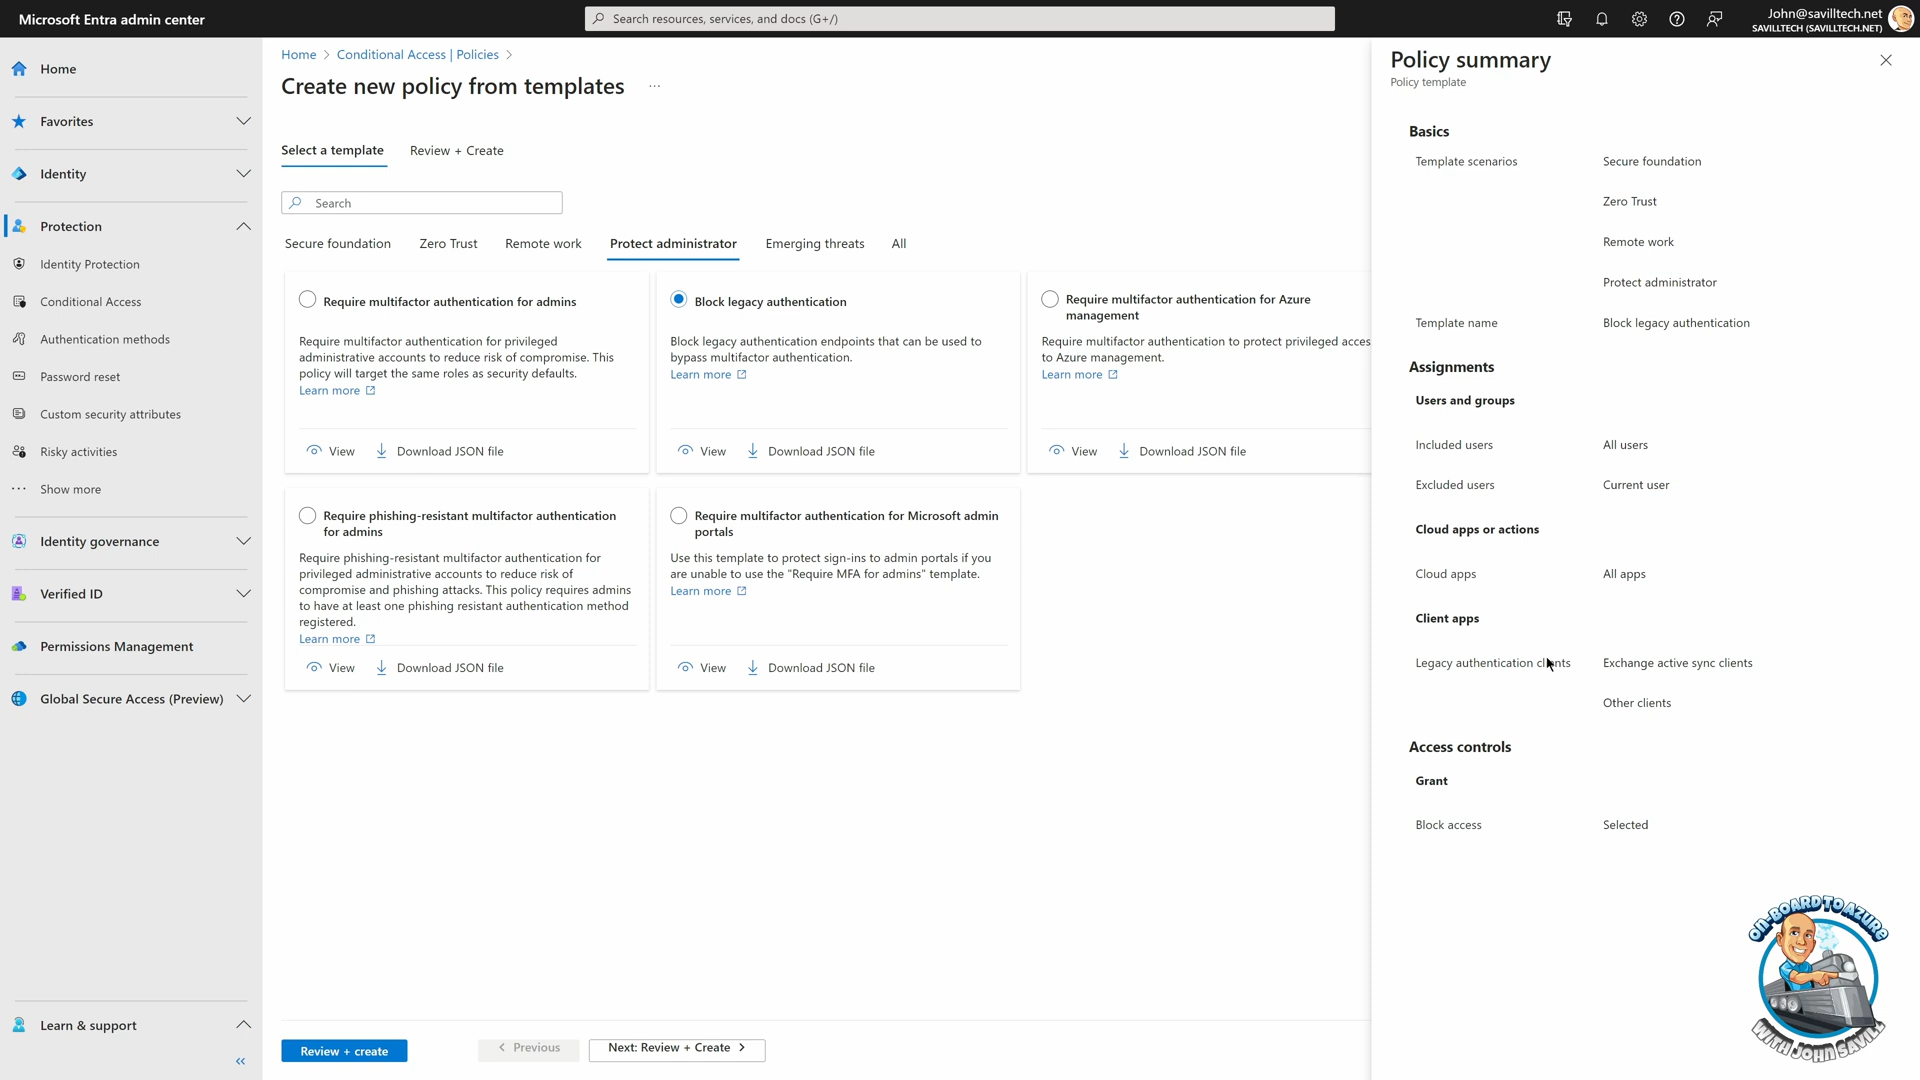 Microsoft Entra admin center
Search resources, services, and docs (G+/)
John@savilltech.net
SAVILLTECH (SAVILLTECH.NET)
Home
Favorites
Identity
Protection
Identity Protection
Conditional Access
Authentication methods
Password reset
Custom security attributes
Risky activities
Show more
Identity governance
Verified ID
Permissions Management
Global Secure Access (Preview)
Learn & support
Home > Conditional Access | Policies >
Create new policy from templates ...
Select a template
Review + Create
Search
Secure foundation
Zero Trust
Remote work
Protect administrator
Emerging threats
All
Require multifactor authentication for admins
Require multifactor authentication for privileged
administrative accounts to reduce risk of compromise. This
policy will target the same roles as security defaults.
Learn more
View
Download JSON file
Block legacy authentication
Block legacy authentication endpoints that can be used to
bypass multifactor authentication.
Learn more
View
Download JSON file
Require multifactor authentication for Azure
management
Require multifactor authentication to protect privileged acces
to Azure management.
Learn more
View
Download JSON file
Require phishing-resistant multifactor authentication
for admins
Require phishing-resistant multifactor authentication for
privileged administrative accounts to reduce risk of
compromise and phishing attacks. This policy requires admins
to have at least one phishing resistant authentication method
registered.
Learn more
View
Download JSON file
Require multifactor authentication for Microsoft admin
portals
Use this template to protect sign-ins to admin portals if you
are unable to use the "Require MFA for admins" template.
Learn more
View
Download JSON file
Review + create
< Previous
Next: Review + Create >
Policy summary
Policy template
Basics
Template scenarios
Secure foundation
Zero Trust
Remote work
Protect administrator
Template name
Block legacy authentication
Assignments
Users and groups
Included users
All users
Excluded users
Current user
Cloud apps or actions
Cloud apps
All apps
Client apps
Legacy authentication clients
Exchange active sync clients
Other clients
Access controls
Grant
Block access
Selected
ON-BOARD TO AZURE
WITH JOHN SAVILL